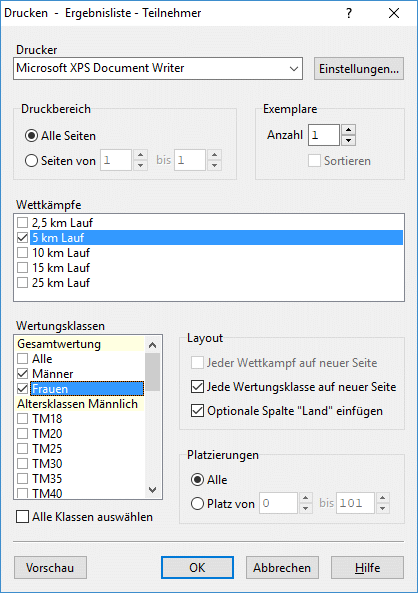 Drucken - Ergebnisliste - Teilnehmer
Drucker
Microsoft XPS Document Writer
Einstellungen...
Druckbereich
Alle Seiten
Seiten von 1 bis 1
Exemplare
Anzahl 1
Sortieren
Wettkämpfe
2,5 km Lauf
5 km Lauf
10 km Lauf
15 km Lauf
25 km Lauf
Wertungsklassen
Gesamtwertung
Alle
Männer
Frauen
Altersklassen Männlich
TM18
TM20
TM25
TM30
TM35
TM40
Alle Klassen auswählen
Layout
Jeder Wettkampf auf neuer Seite
Jede Wertungsklasse auf neuer Seite
Optionale Spalte "Land" einfügen
Platzierungen
Alle
Platz von 0 bis 101
Vorschau
OK
Abbrechen
Hilfe